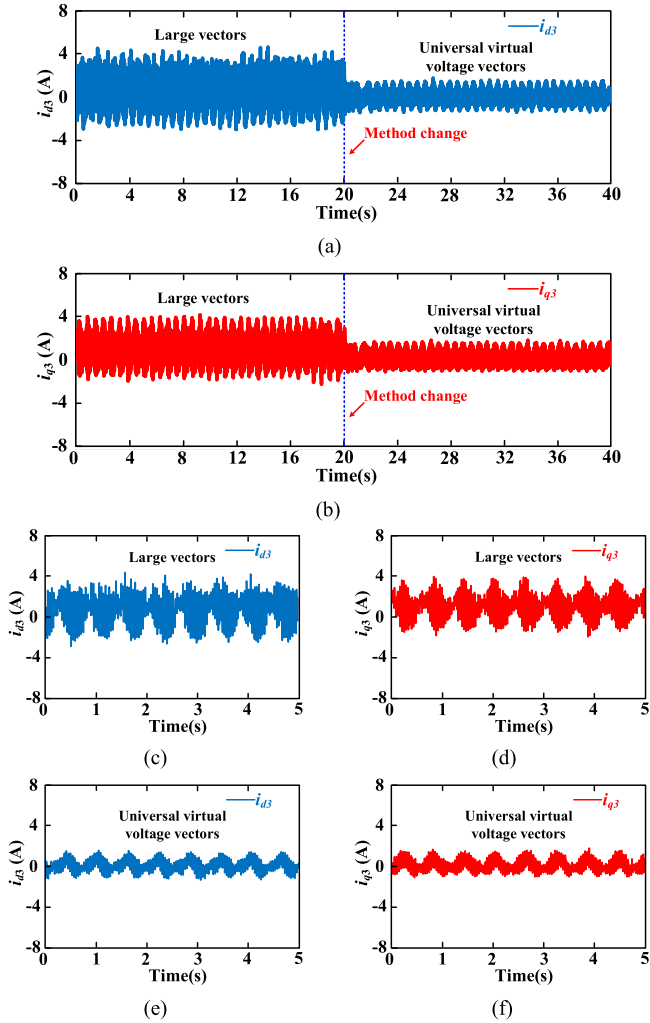 Large vectors
i_d3
Universal virtual
voltage vectors
Method change
i_d3 (A)
8
4
0
-4
-8
0 4 8 12 16 20 24 28 32 36 40
Time(s)
(a)
Large vectors
i_q3
Universal virtual
voltage vectors
Method change
i_q3 (A)
8
4
0
-4
-8
0 4 8 12 16 20 24 28 32 36 40
Time(s)
(b)
Large vectors
i_d3
i_d3 (A)
8
4
0
-4
-8
0 1 2 3 4 5
Time(s)
(c)
Large vectors
i_q3
i_q3 (A)
8
4
0
-4
-8
0 1 2 3 4 5
Time(s)
(d)
i_d3
Universal virtual
voltage vectors
i_d3 (A)
8
4
0
-4
-8
0 1 2 3 4 5
Time(s)
(e)
i_q3
Universal virtual
voltage vectors
i_q3 (A)
8
4
0
-4
-8
0 1 2 3 4 5
Time(s)
(f)